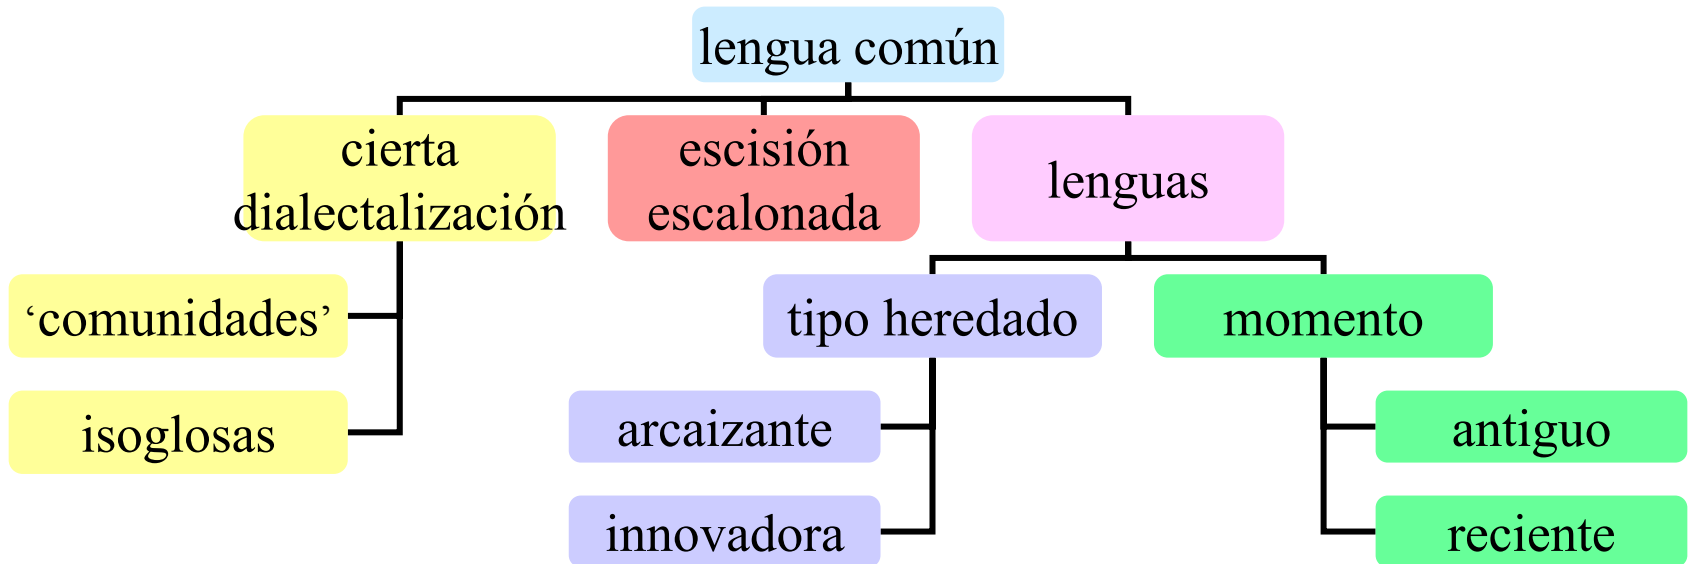 lengua común
cierta
dialectalización
escisión
escalonada
lenguas
‘comunidades’
tipo heredado
momento
isoglosas
arcaizante
antiguo
innovadora
reciente